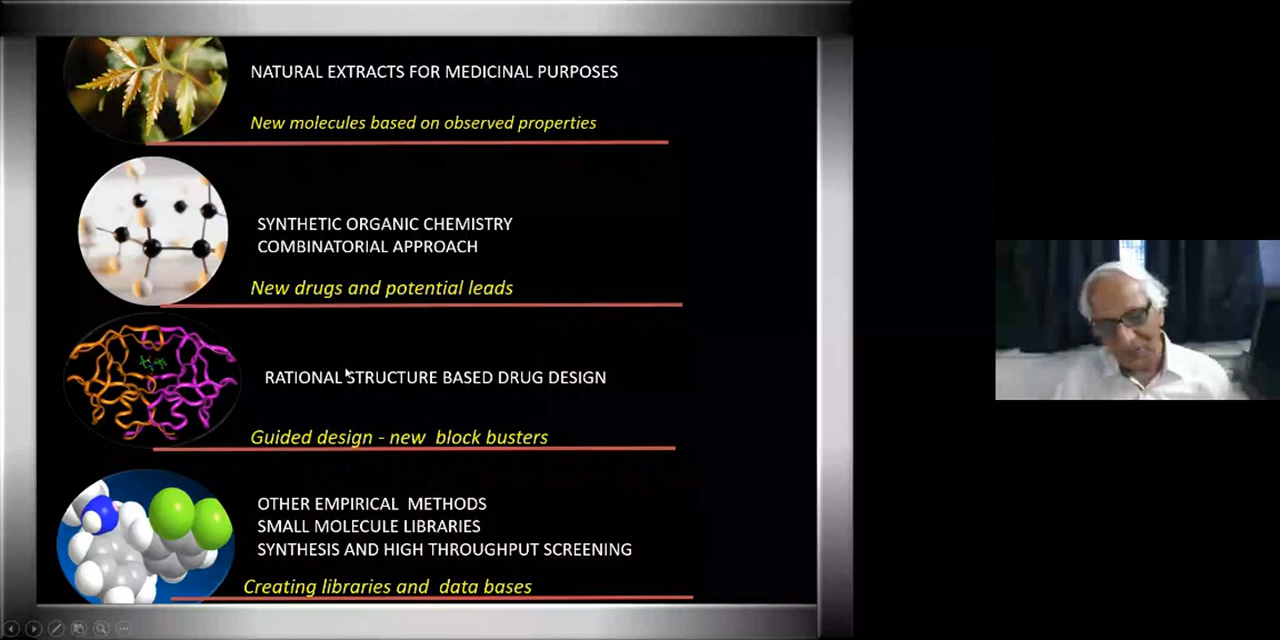 NATURAL EXTRACTS FOR MEDICINAL PURPOSES
New molecules based on observed properties
SYNTHETIC ORGANIC CHEMISTRY
COMBINATORIAL APPROACH
New drugs and potential leads
RATIONAL STRUCTURE BASED DRUG DESIGN
Guided design - new block busters
OTHER EMPIRICAL METHODS
SMALL MOLECULE LIBRARIES
SYNTHESIS AND HIGH THROUGHPUT SCREENING
Creating libraries and data bases